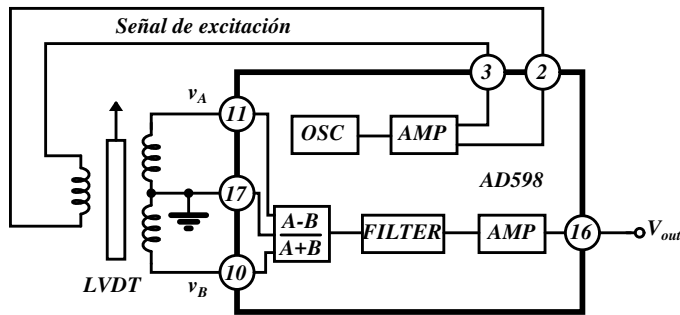 Señal de excitación
3
2
v_A
11
OSC
AMP
AD598
17
A-B
A+B
FILTER
AMP
16
V_out
LVDT
v_B
10